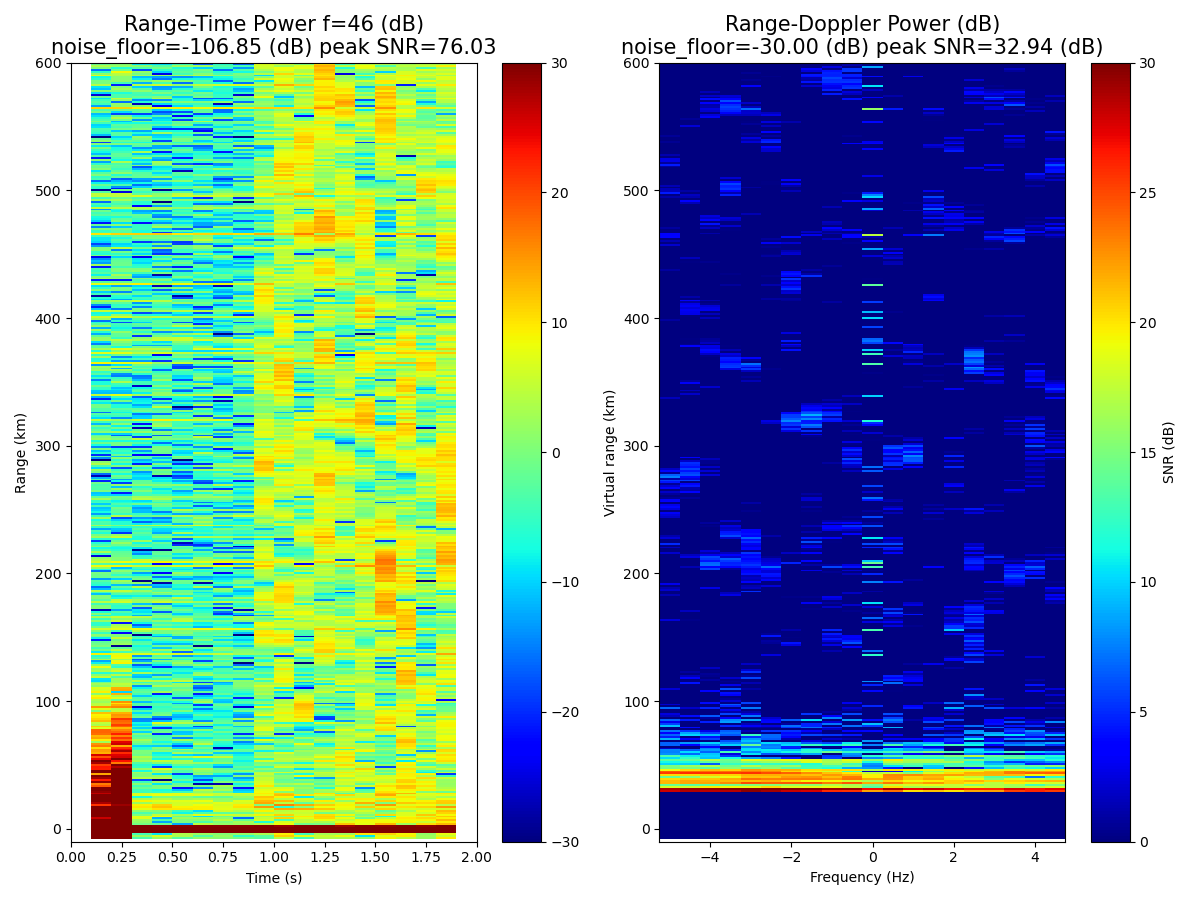 Range-Time Power f=46 (dB)
noise_floor=-106.85 (dB) peak SNR=76.03
Range-Doppler Power (dB)
noise_floor=-30.00 (dB) peak SNR=32.94 (dB)
600
500
400
300
200
100
0
Range (km)
0.00 0.25 0.50 0.75 1.00 1.25 1.50 1.75 2.00
Time (s)
30
20
10
0
−10
−20
−30
600
500
400
300
200
100
0
Virtual range (km)
−4 −2 0 2 4
Frequency (Hz)
30
25
20
15
10
5
0
SNR (dB)